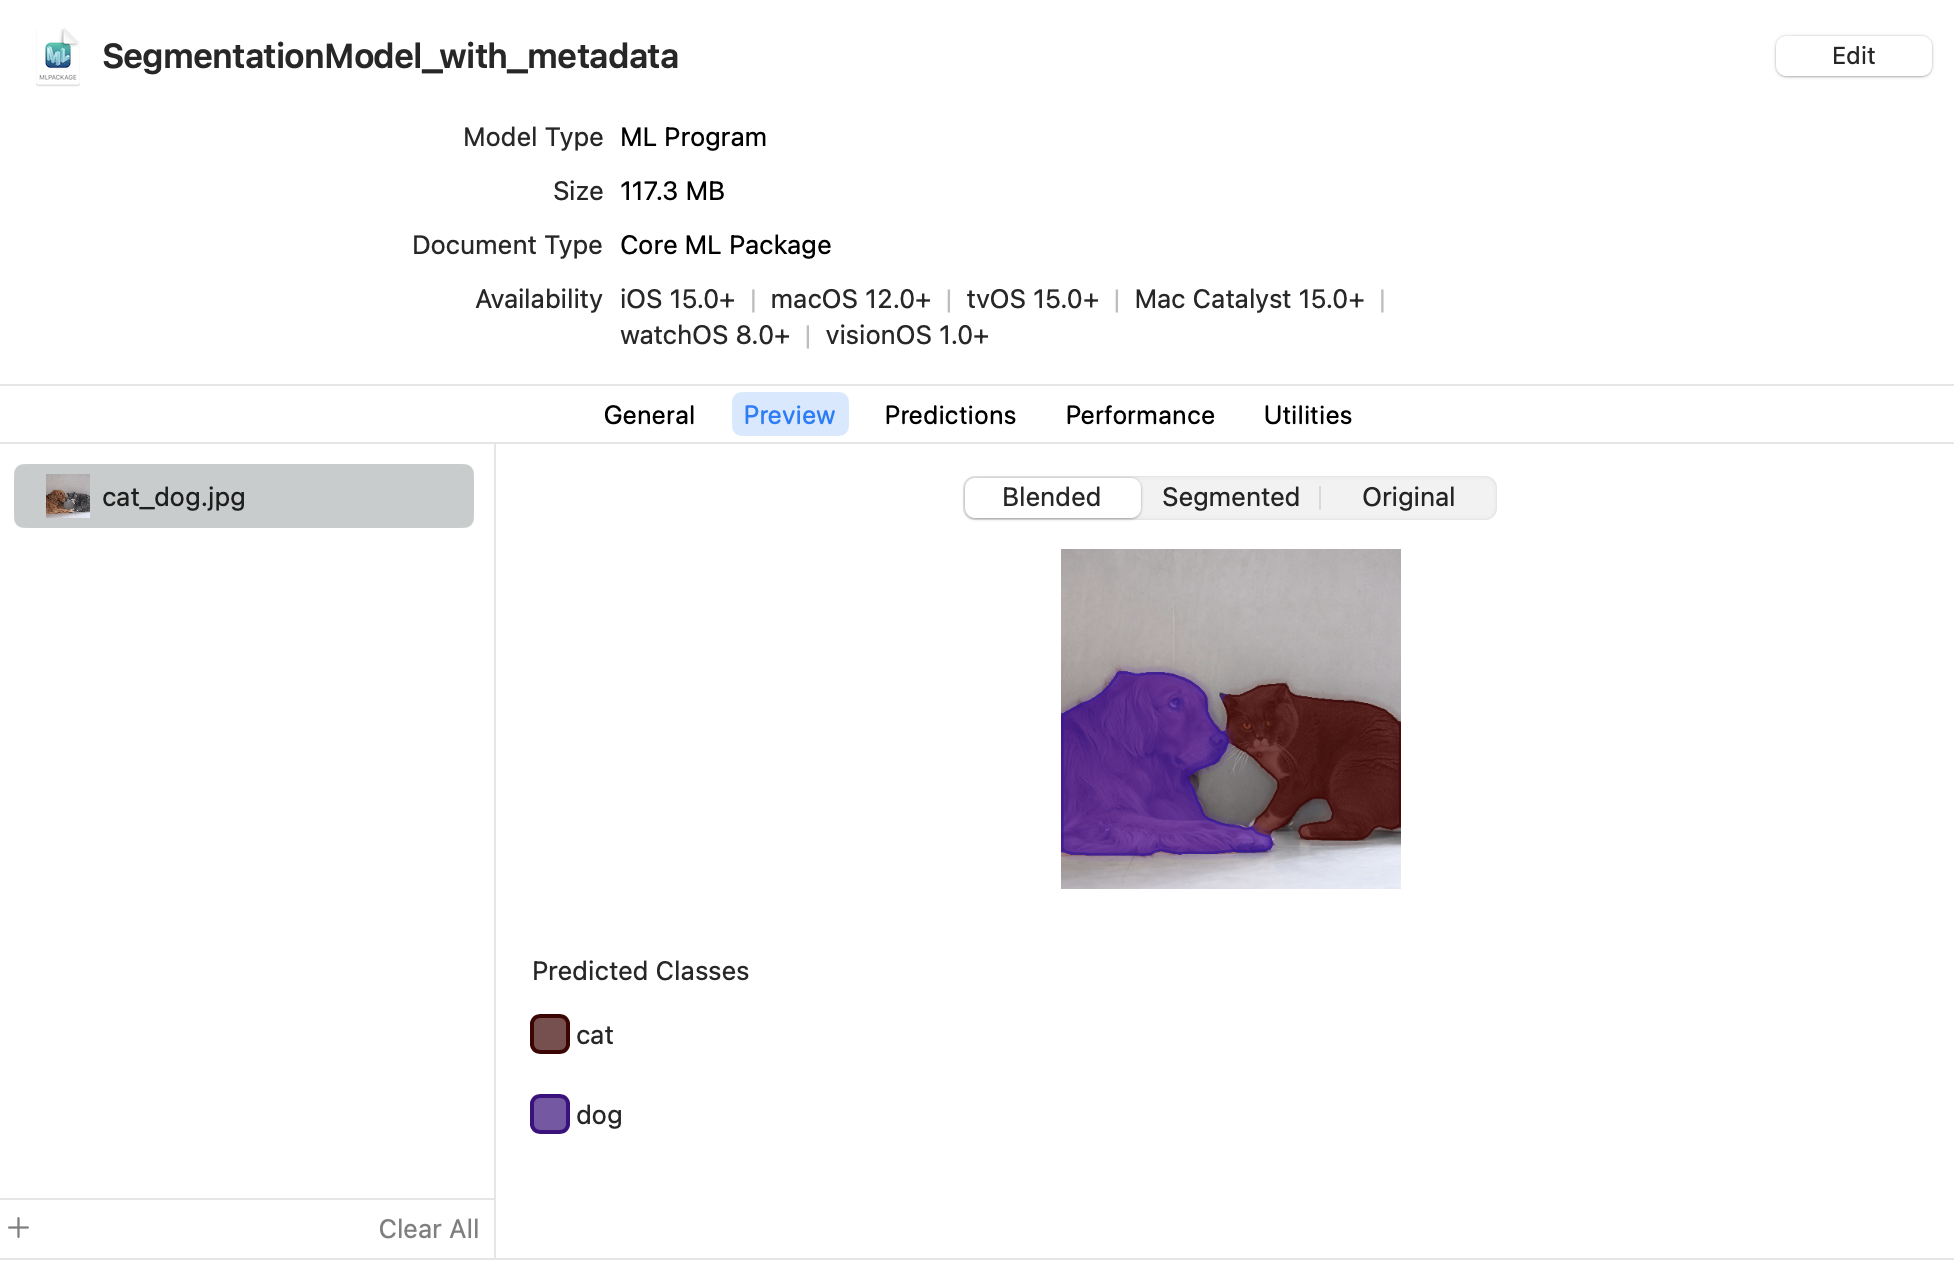 SegmentationModel_with_metadata
MLPACKAGE
Edit
Model Type ML Program
Size 117.3 MB
Document Type Core ML Package
Availability iOS 15.0+ | macOS 12.0+ | tvOS 15.0+ | Mac Catalyst 15.0+ |
watchOS 8.0+ | visionOS 1.0+
General Preview Predictions Performance Utilities
cat_dog.jpg
Blended Segmented Original
Predicted Classes
cat
dog
+ Clear All